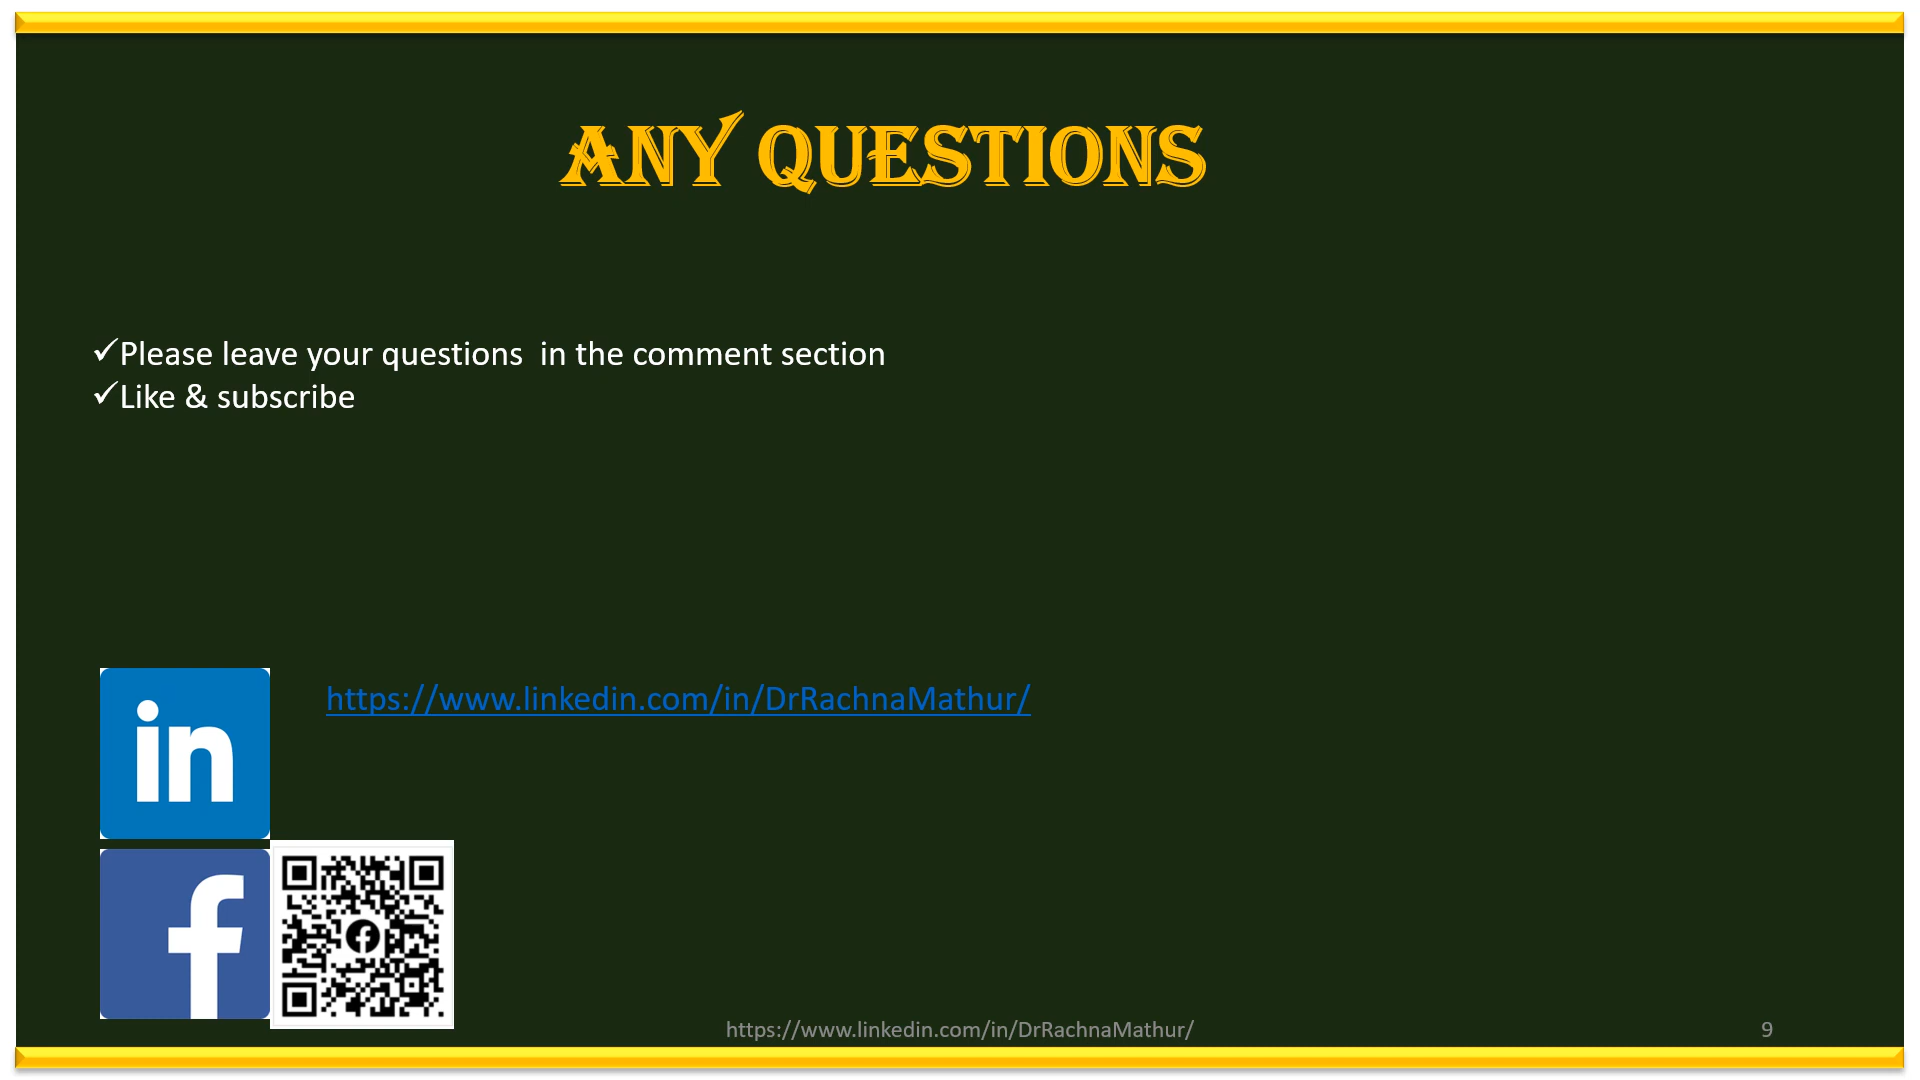 ANY QUESTIONS
✓Please leave your questions  in the comment section
✓Like & subscribe
in
https://www.linkedin.com/in/DrRachnaMathur/
f
https://www.linkedin.com/in/DrRachnaMathur/
9